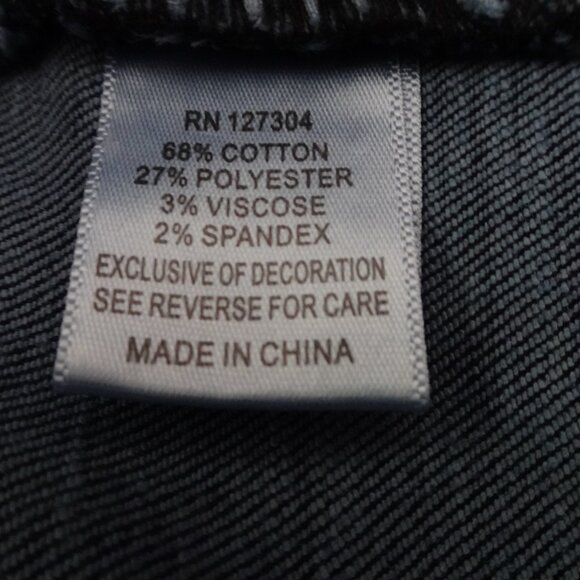 RN 127304
68% COTTON
27% POLYESTER
3% VISCOSE
2% SPANDEX
EXCLUSIVE OF DECORATION
SEE REVERSE FOR CARE
MADE IN CHINA